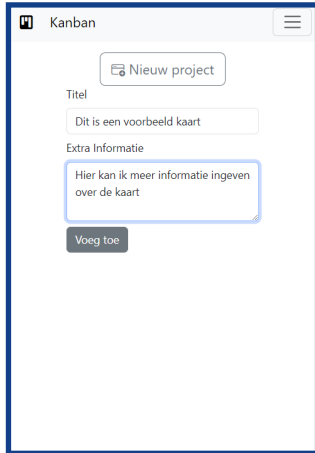 Kanban
Nieuw project
Titel
Dit is een voorbeeld kaart
Extra Informatie
Hier kan ik meer informatie ingeven
over de kaart
Voeg toe